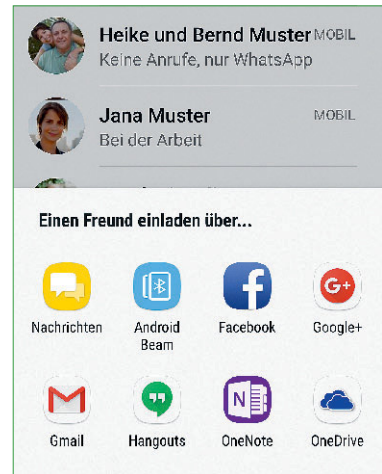 Heike und Bernd Muster MOBIL
Keine Anrufe, nur WhatsApp
Jana Muster MOBIL
Bei der Arbeit
Einen Freund einladen über...
Nachrichten Android Beam Facebook Google+
Gmail Hangouts OneNote OneDrive